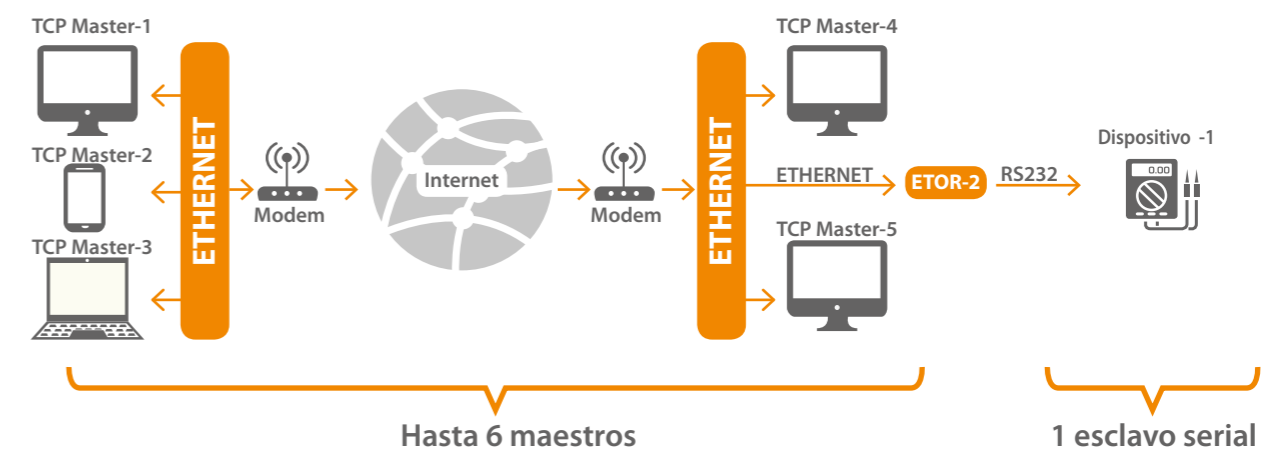 TCP Master-1
TCP Master-2
TCP Master-3
ETHERNET
Modem
Internet
Modem
ETHERNET
TCP Master-4
ETHERNET
ETOR-2
RS232
TCP Master-5
Dispositivo -1
0.00
Hasta 6 maestros
1 esclavo serial